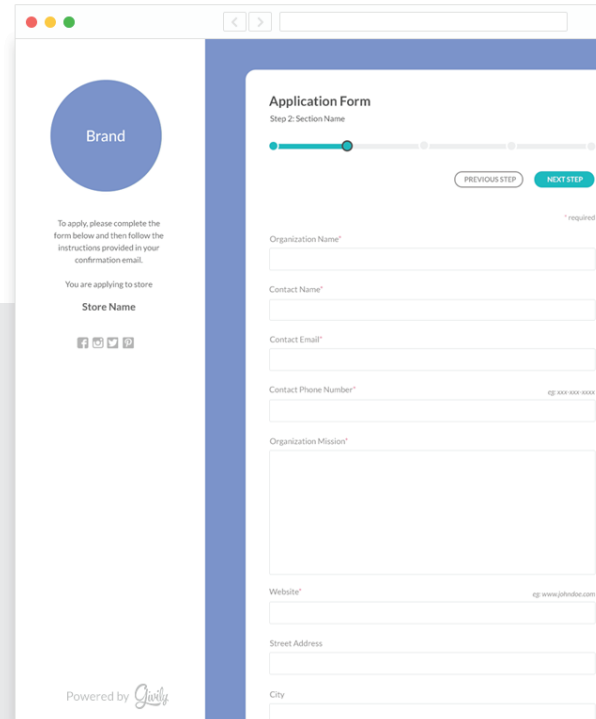 Brand
To apply, please complete the
form below and then follow the
instructions provided in your
confirmation email.
You are applying to store
Store Name
Powered by Givily
Application Form
Step 2: Section Name
PREVIOUS STEP
NEXT STEP
* required
Organization Name*
Contact Name*
Contact Email*
Contact Phone Number*
eg: xxx-xxx-xxxx
Organization Mission*
Website*
eg: www.johndoe.com
Street Address
City